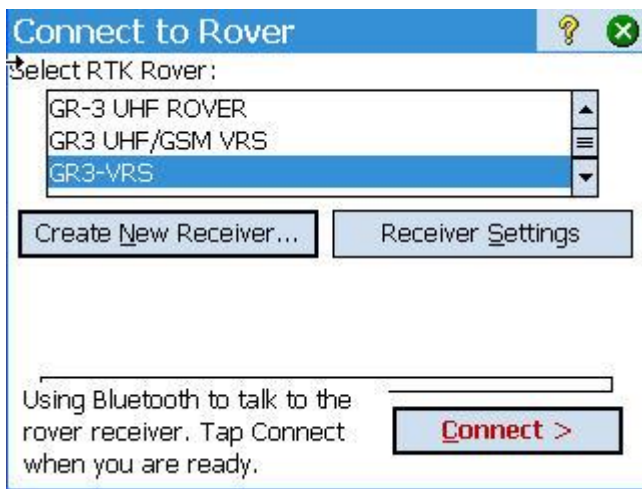 Connect to Rover
Select RTK Rover:
GR-3 UHF ROVER
GR3 UHF/GSM VRS
GR3-VRS
Create New Receiver...
Receiver Settings
Using Bluetooth to talk to the
rover receiver. Tap Connect
when you are ready.
Connect >